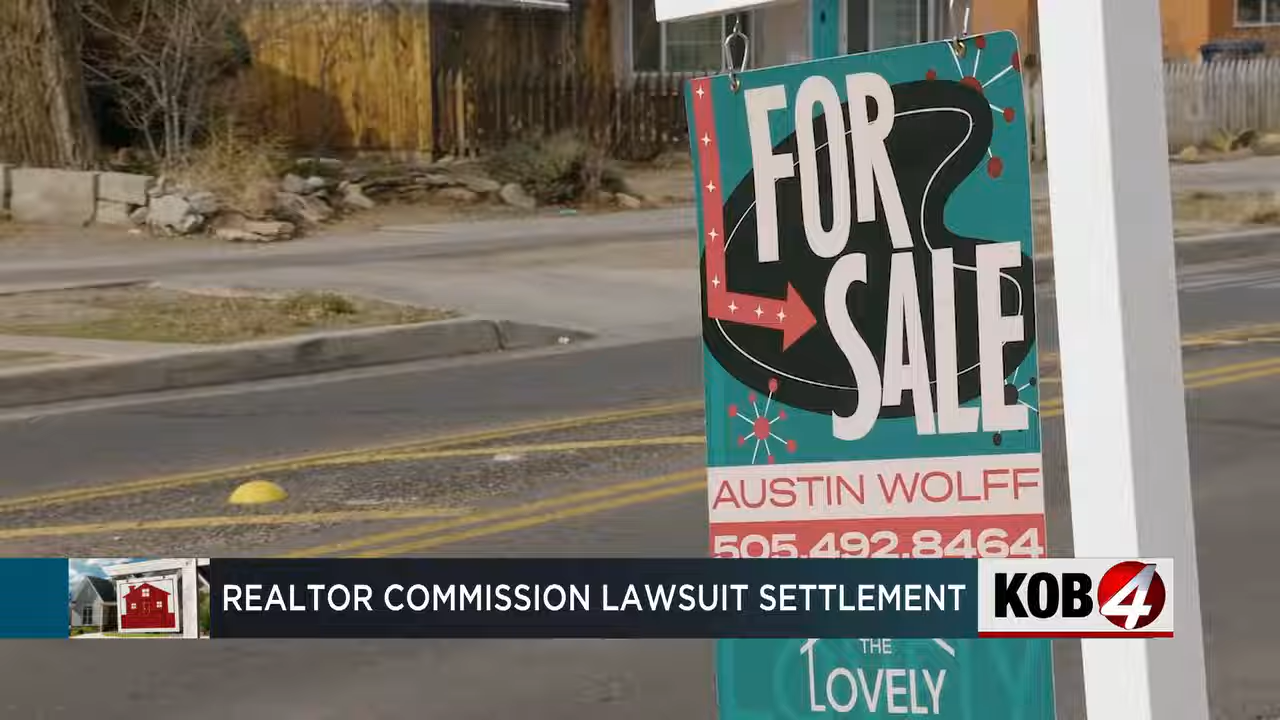 FOR
SALE
AUSTIN WOLFF
505.492.8464
REALTOR COMMISSION LAWSUIT SETTLEMENT
KOB 4
THE
LOVELY